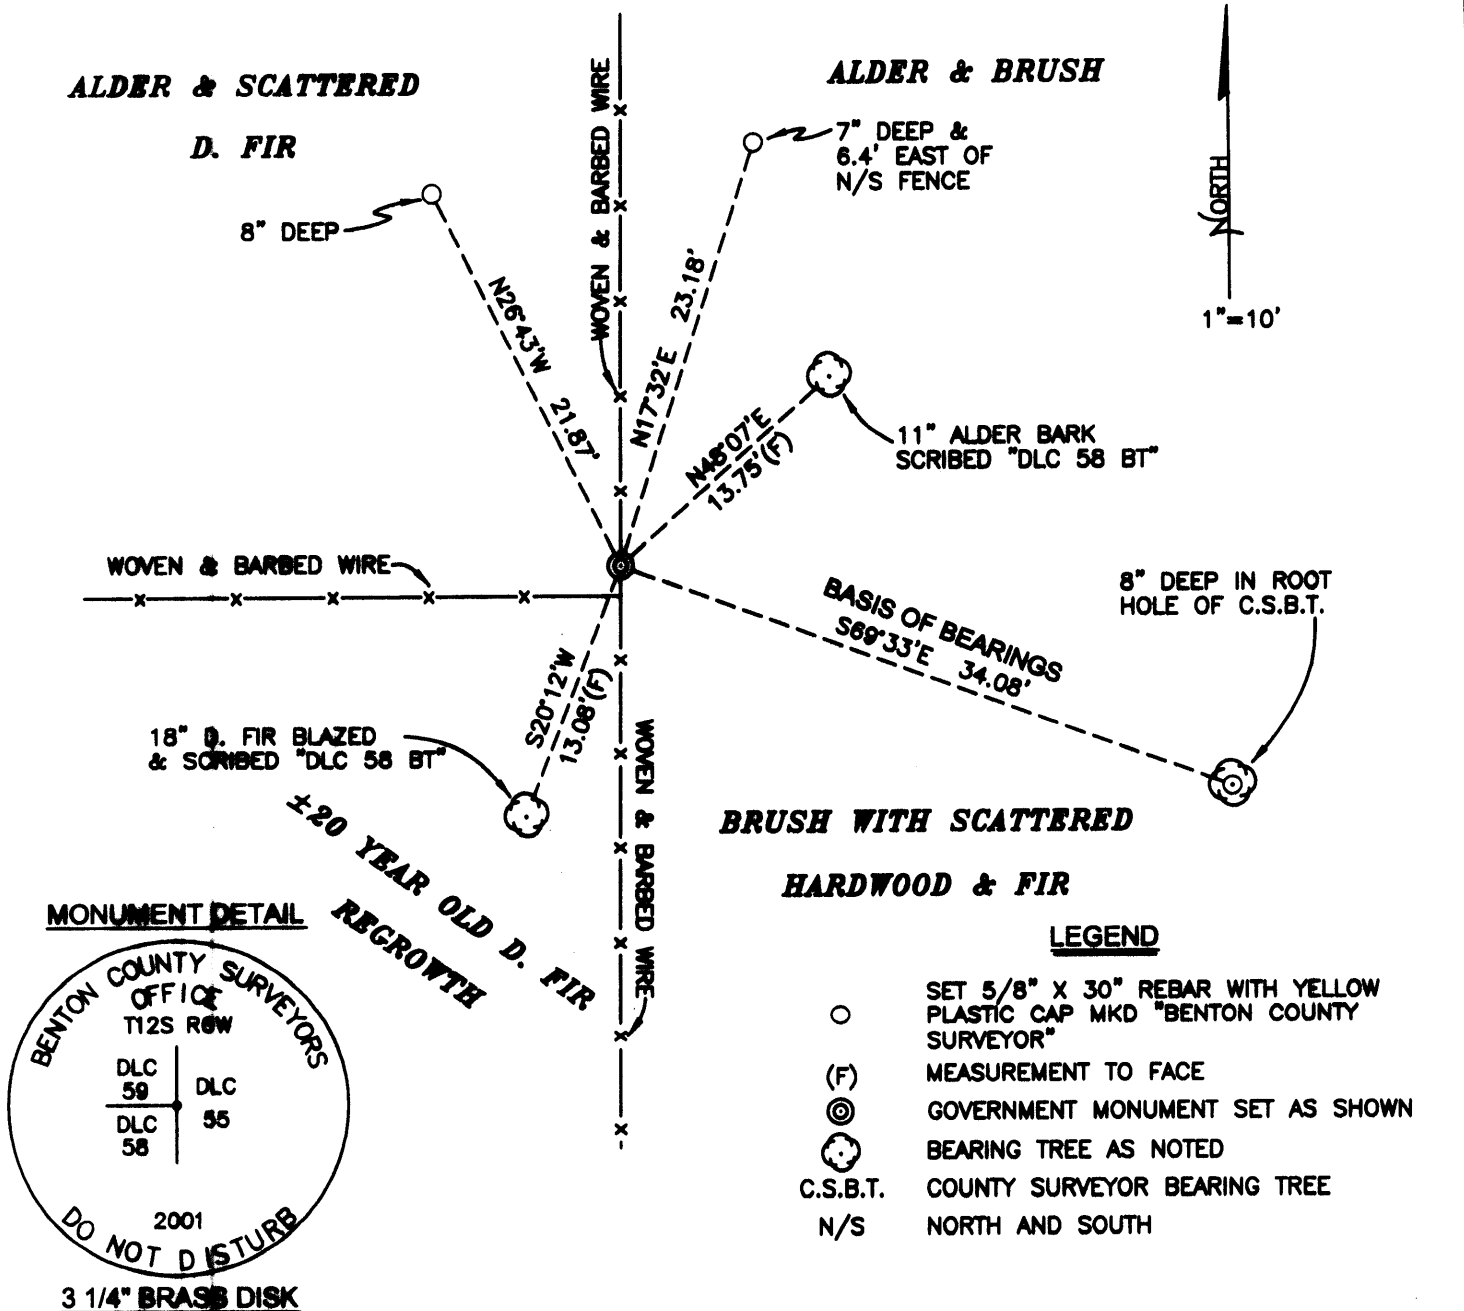 ALDER & SCATTERED
D. FIR
ALDER & BRUSH
7" DEEP &
6.4' EAST OF
N/S FENCE
8" DEEP
WOVEN & BARBED WIRE
NORTH
1"=10'
N26°43'W 21.87'
N17°32'E 23.18'
N48°07'E
13.75'(F)
11" ALDER BARK
SCRIBED "DLC 58 BT"
WOVEN & BARBED WIRE
8" DEEP IN ROOT
HOLE OF C.S.B.T.
BASIS OF BEARINGS
S69°33'E 34.08'
S20°12'W
13.08'(F)
18" D. FIR BLAZED
& SCRIBED "DLC 58 BT"
WOVEN & BARBED WIRE
±20 YEAR OLD D. FIR
REGROWTH
BRUSH WITH SCATTERED
HARDWOOD & FIR
MONUMENT DETAIL
BENTON COUNTY SURVEYORS
OFFICE
T12S R6W
DLC
59
DLC
55
DLC
58
2001
DO NOT DISTURB
3 1/4" BRASS DISK
LEGEND
SET 5/8" X 30" REBAR WITH YELLOW
PLASTIC CAP MKD "BENTON COUNTY
SURVEYOR"
(F) MEASUREMENT TO FACE
GOVERNMENT MONUMENT SET AS SHOWN
BEARING TREE AS NOTED
C.S.B.T. COUNTY SURVEYOR BEARING TREE
N/S NORTH AND SOUTH